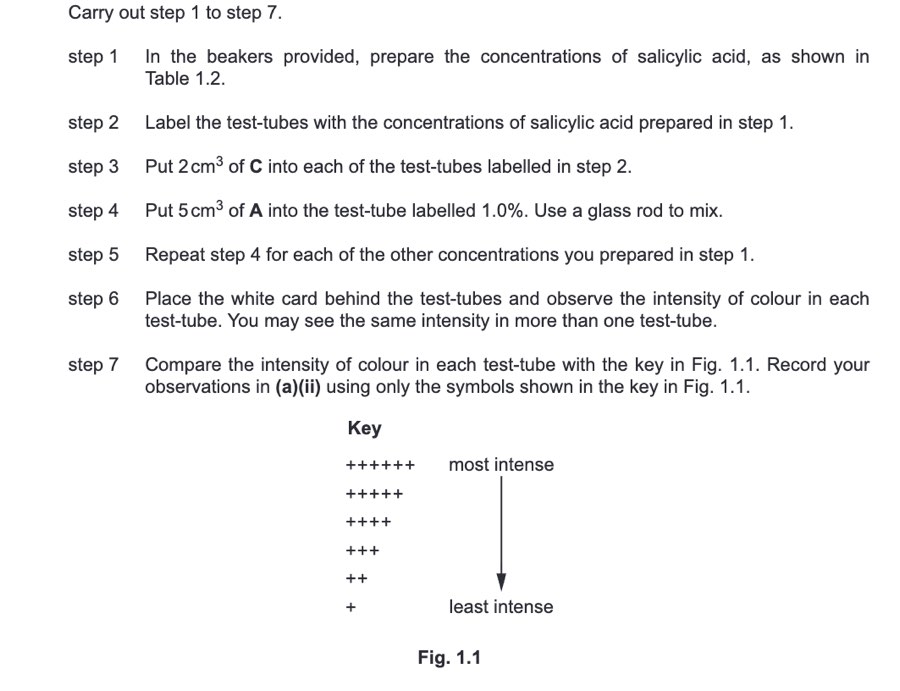 Carry out step 1 to step 7.
step 1 In the beakers provided, prepare the concentrations of salicylic acid, as shown in
Table 1.2.
step 2 Label the test-tubes with the concentrations of salicylic acid prepared in step 1.
step 3 Put 2 cm³ of C into each of the test-tubes labelled in step 2.
step 4 Put 5 cm³ of A into the test-tube labelled 1.0%. Use a glass rod to mix.
step 5 Repeat step 4 for each of the other concentrations you prepared in step 1.
step 6 Place the white card behind the test-tubes and observe the intensity of colour in each
test-tube. You may see the same intensity in more than one test-tube.
step 7 Compare the intensity of colour in each test-tube with the key in Fig. 1.1. Record your
observations in (a)(ii) using only the symbols shown in the key in Fig. 1.1.
Key
++++++ most intense
+++++
++++
+++
++
+ least intense
Fig. 1.1